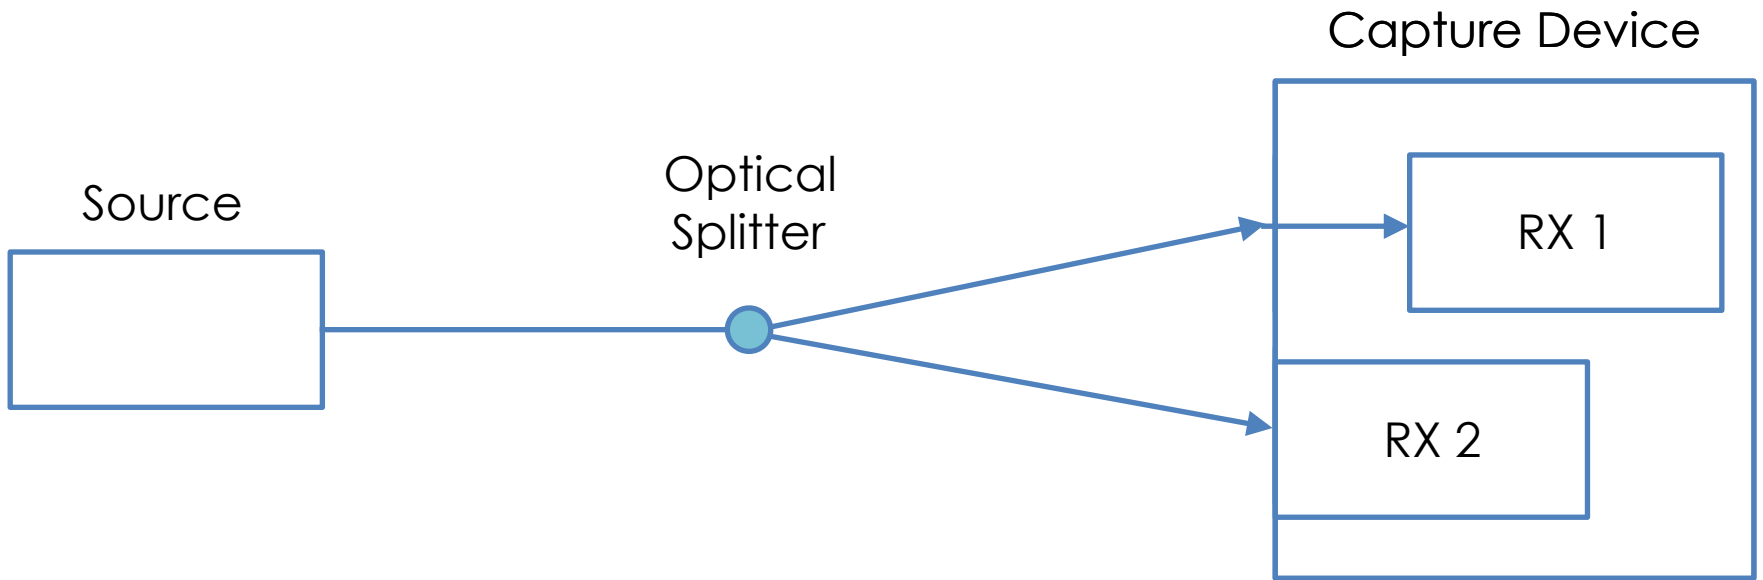 Capture Device
Source
Optical
Splitter
RX 1
RX 2